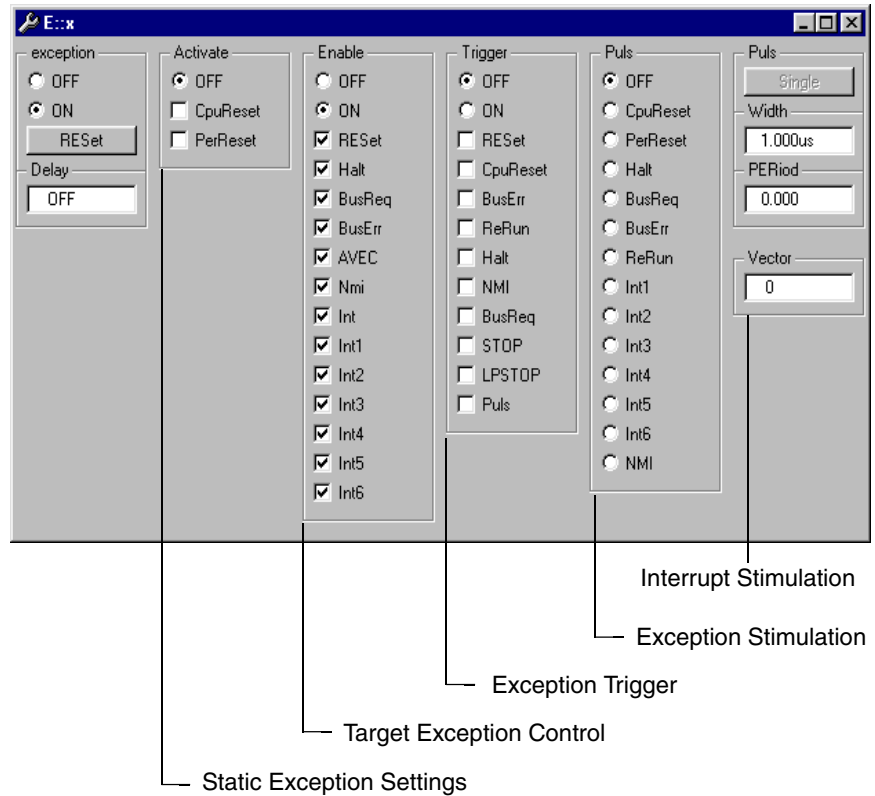 E::x
exception
OFF
ON
RESet
Delay
OFF
Activate
OFF
CpuReset
PerReset
Enable
OFF
ON
RESet
Halt
BusReq
BusErr
AVEC
Nmi
Int
Int1
Int2
Int3
Int4
Int5
Int6
Trigger
OFF
ON
RESet
CpuReset
BusErr
ReRun
Halt
NMI
BusReq
STOP
LPSTOP
Puls
Puls
OFF
CpuReset
PerReset
Halt
BusReq
BusErr
ReRun
Int1
Int2
Int3
Int4
Int5
Int6
NMI
Puls
Single
Width
1.000us
PERiod
0.000
Vector
0
Interrupt Stimulation
Exception Stimulation
Exception Trigger
Target Exception Control
Static Exception Settings